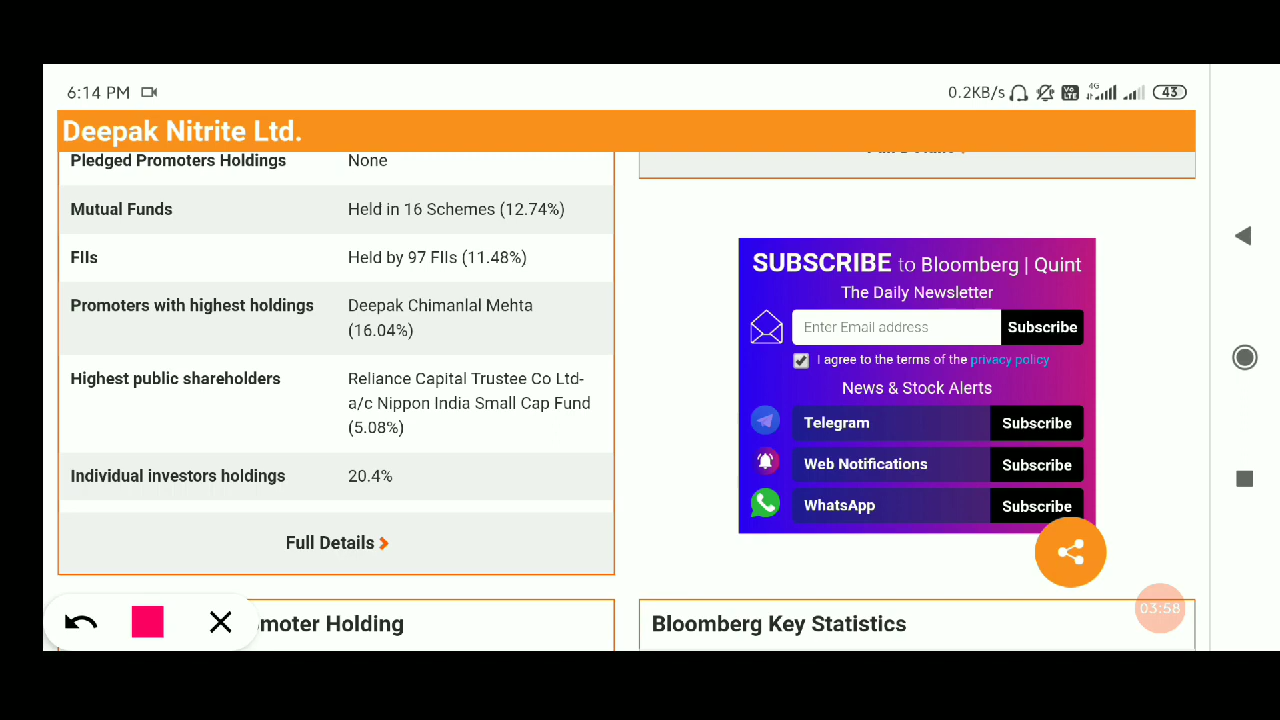 6:14 PM
0.2KB/s
4G
Vo LTE
43
Deepak Nitrite Ltd.
Pledged Promoters Holdings None
Mutual Funds Held in 16 Schemes (12.74%)
FIIs Held by 97 FIIs (11.48%)
Promoters with highest holdings Deepak Chimanlal Mehta
(16.04%)
Highest public shareholders Reliance Capital Trustee Co Ltd-
a/c Nippon India Small Cap Fund
(5.08%)
Individual investors holdings 20.4%
Full Details
SUBSCRIBE to Bloomberg | Quint
The Daily Newsletter
Enter Email address Subscribe
I agree to the terms of the privacy policy
News & Stock Alerts
Telegram Subscribe
Web Notifications Subscribe
WhatsApp Subscribe
03:58
moter Holding
Bloomberg Key Statistics